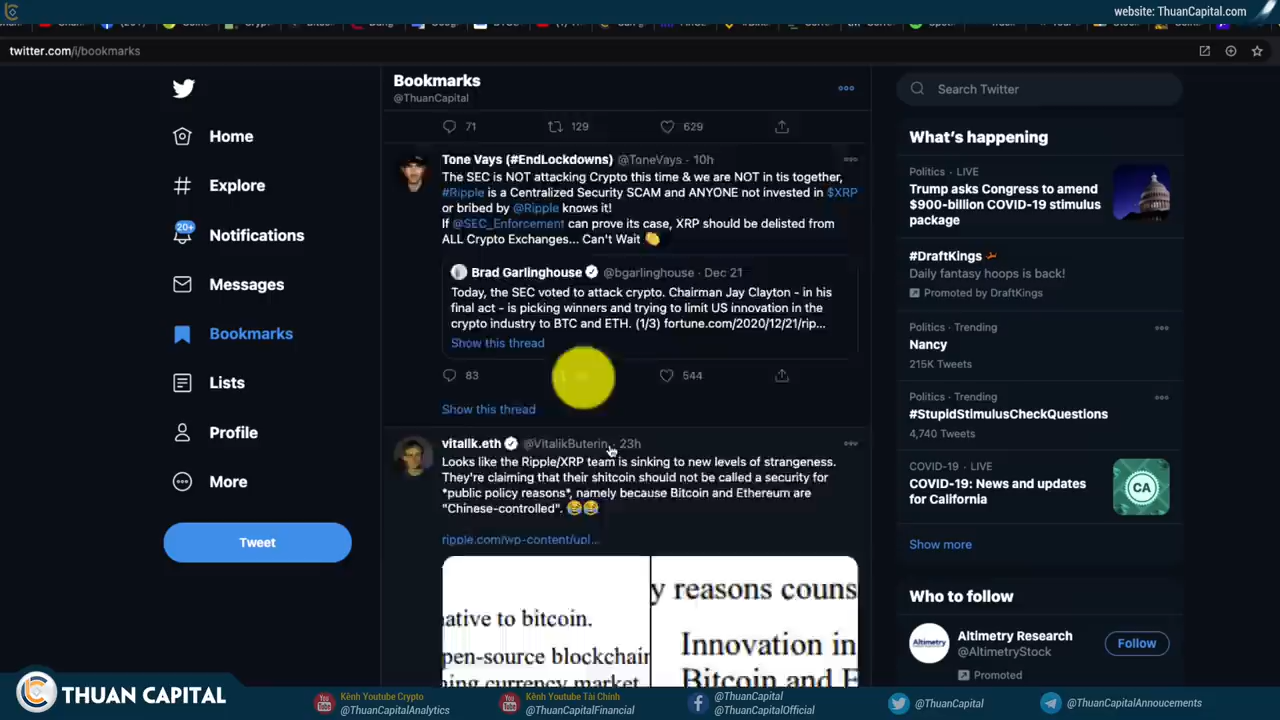 website: ThuanCapital.com
twitter.com/i/bookmarks
Home
Explore
20+
Notifications
Messages
Bookmarks
Lists
Profile
More
Tweet
Bookmarks
@ThuanCapital
71 129 629
Tone Vays (#EndLockdowns) @ToneVays · 10h
The SEC is NOT attacking Crypto this time & we are NOT in tis together,
#Ripple is a Centralized Security SCAM and ANYONE not invested in $XRP
or bribed by @Ripple knows it!
If @SEC_Enforcement can prove its case, XRP should be delisted from
ALL Crypto Exchanges... Can't Wait 👏
Brad Garlinghouse @bgarlinghouse · Dec 21
Today, the SEC voted to attack crypto. Chairman Jay Clayton - in his
final act - is picking winners and trying to limit US innovation in the
crypto industry to BTC and ETH. (1/3) fortune.com/2020/12/21/rip...
Show this thread
83 544
Show this thread
vitalik.eth @VitalikButerin · 23h
Looks like the Ripple/XRP team is sinking to new levels of strangeness.
They're claiming that their shitcoin should not be called a security for
*public policy reasons*, namely because Bitcoin and Ethereum are
"Chinese-controlled". 😂😂
ripple.com/wp-content/upl...
ative to bitcoin.
pen-source blockchain
ning currency market
y reasons couns
Innovation in
Bitcoin and E
Search Twitter
What's happening
Politics · LIVE
Trump asks Congress to amend
$900-billion COVID-19 stimulus
package
#DraftKings
Daily fantasy hoops is back!
Promoted by DraftKings
Politics · Trending
Nancy
215K Tweets
Politics · Trending
#StupidStimulusCheckQuestions
4,740 Tweets
COVID-19 · LIVE
COVID-19: News and updates
for California
CA
Show more
Who to follow
Altimetry
Altimetry Research
@AltimetryStock
Follow
Promoted
THUAN CAPITAL
Kênh Youtube Crypto
@ThuanCapitalAnalytics
Kênh Youtube Tài Chính
@ThuanCapitalFinancial
@ThuanCapital
@ThuanCapitalOfficial
@ThuanCapital
@ThuanCapitalAnnoucements